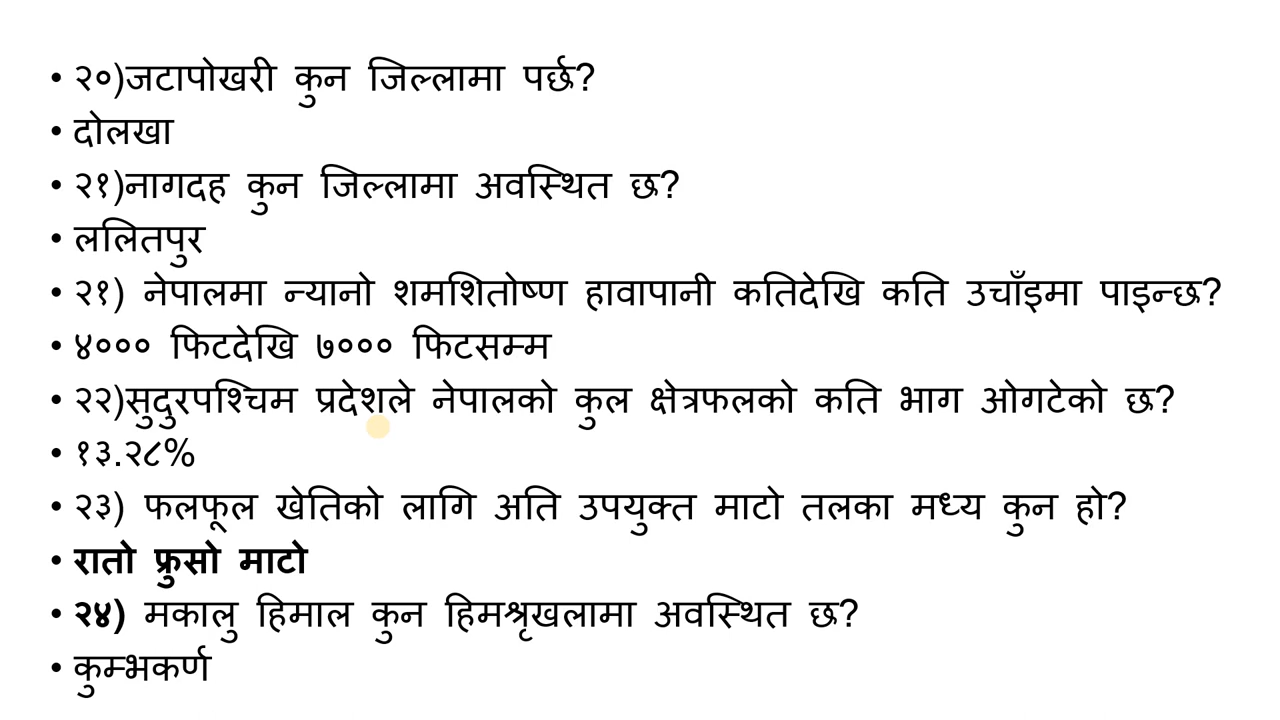 • २०)जटापोखरी कुन जिल्लामा पर्छ?
• दोलखा
• २१)नागदह कुन जिल्लामा अवस्थित छ?
• ललितपुर
• २१) नेपालमा न्यानो शमशितोष्ण हावापानी कतिदेखि कति उचाँइमा पाइन्छ?
• ४००० फिटदेखि ७००० फिटसम्म
• २२)सुदुरपश्चिम प्रदेशले नेपालको कुल क्षेत्रफलको कति भाग ओगटेको छ?
• १३.२८%
• २३) फलफूल खेतिको लागि अति उपयुक्त माटो तलका मध्य कुन हो?
• रातो फ्रुसो माटो
• २४) मकालु हिमाल कुन हिमश्रृखलामा अवस्थित छ?
• कुम्भकर्ण